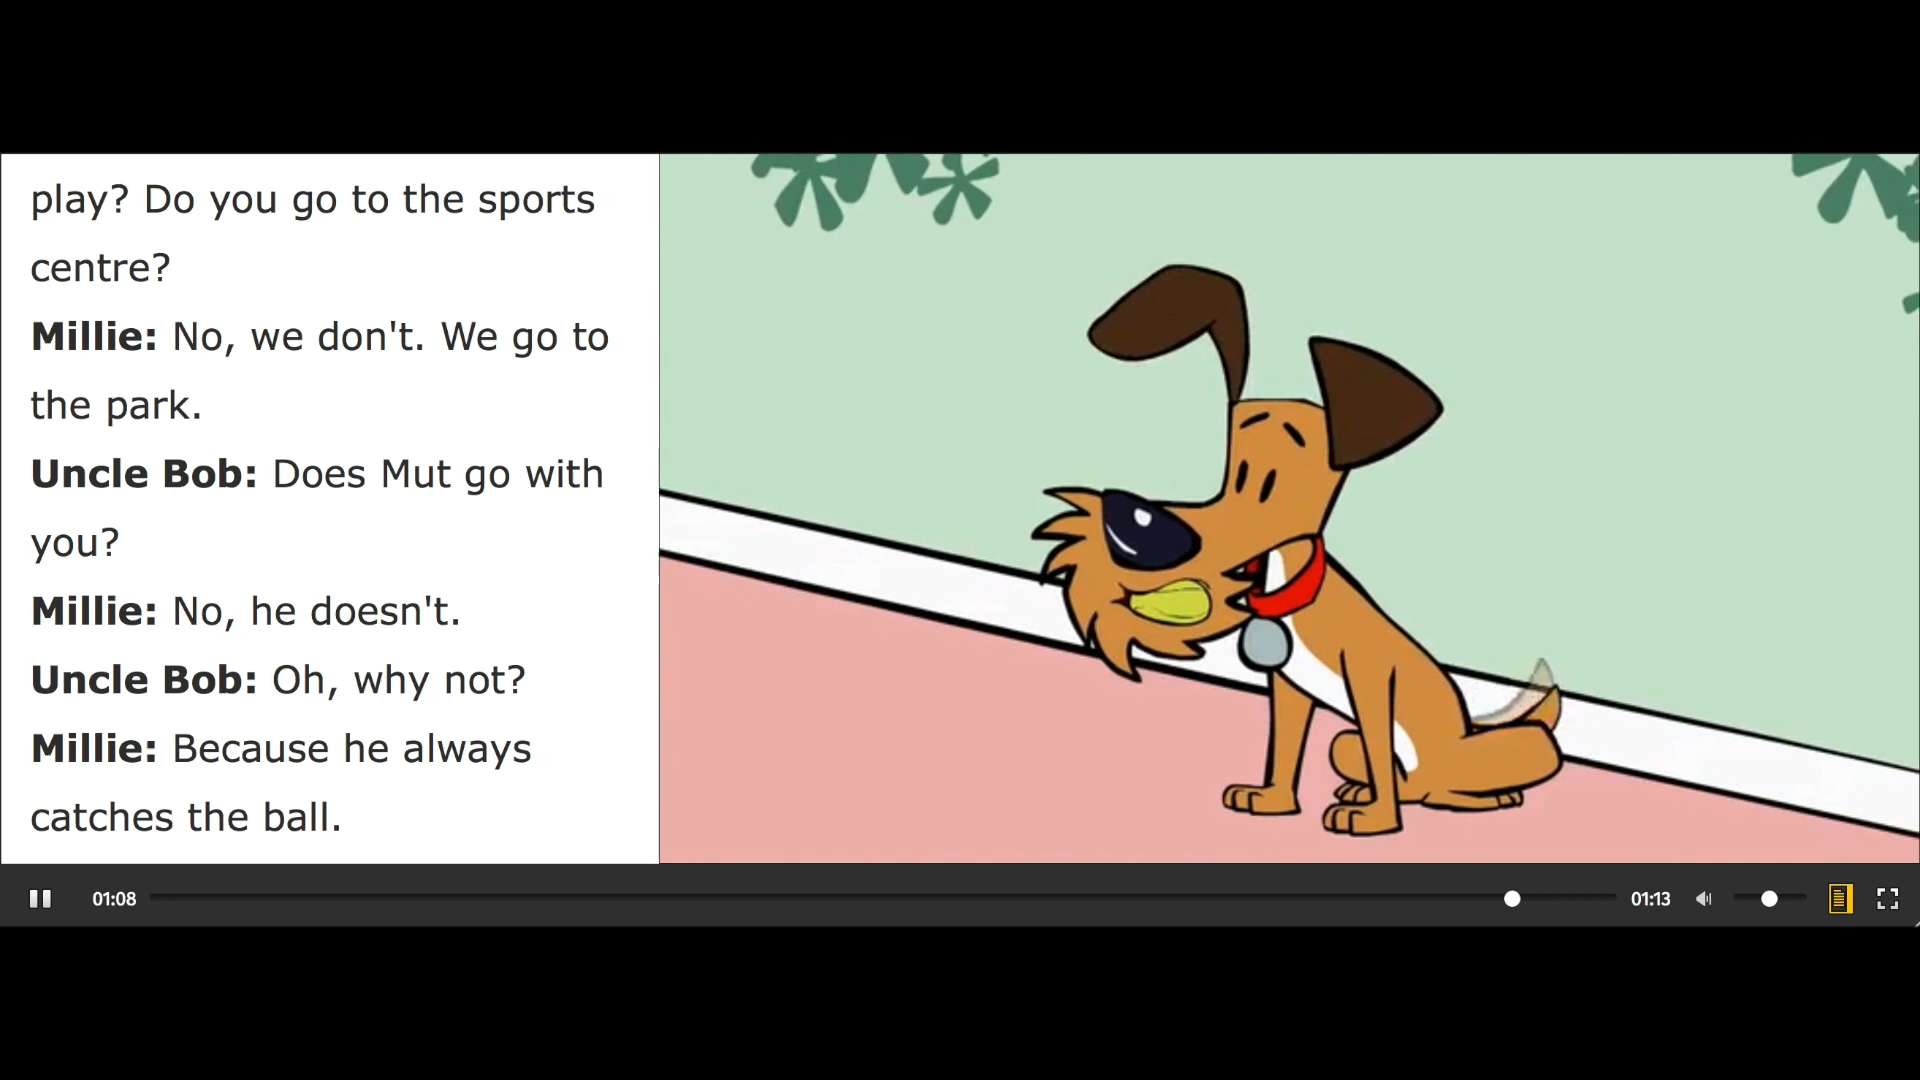 play? Do you go to the sports
centre?
Millie: No, we don't. We go to
the park.
Uncle Bob: Does Mut go with
you?
Millie: No, he doesn't.
Uncle Bob: Oh, why not?
Millie: Because he always
catches the ball.
01:08
01:13